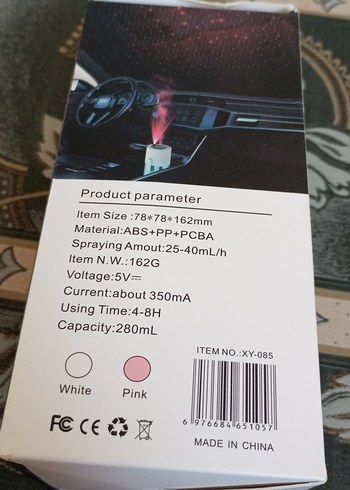 Product parameter
Item Size :78*78*162mm
Material:ABS+PP+PCBA
Spraying Amout:25-40mL/h
Item N.W.:162G
Voltage:5V⎓
Current:about 350mA
Using Time:4-8H
Capacity:280mL
White
Pink
ITEM NO.:XY-085
6 976684 651057
FC CE
MADE IN CHINA